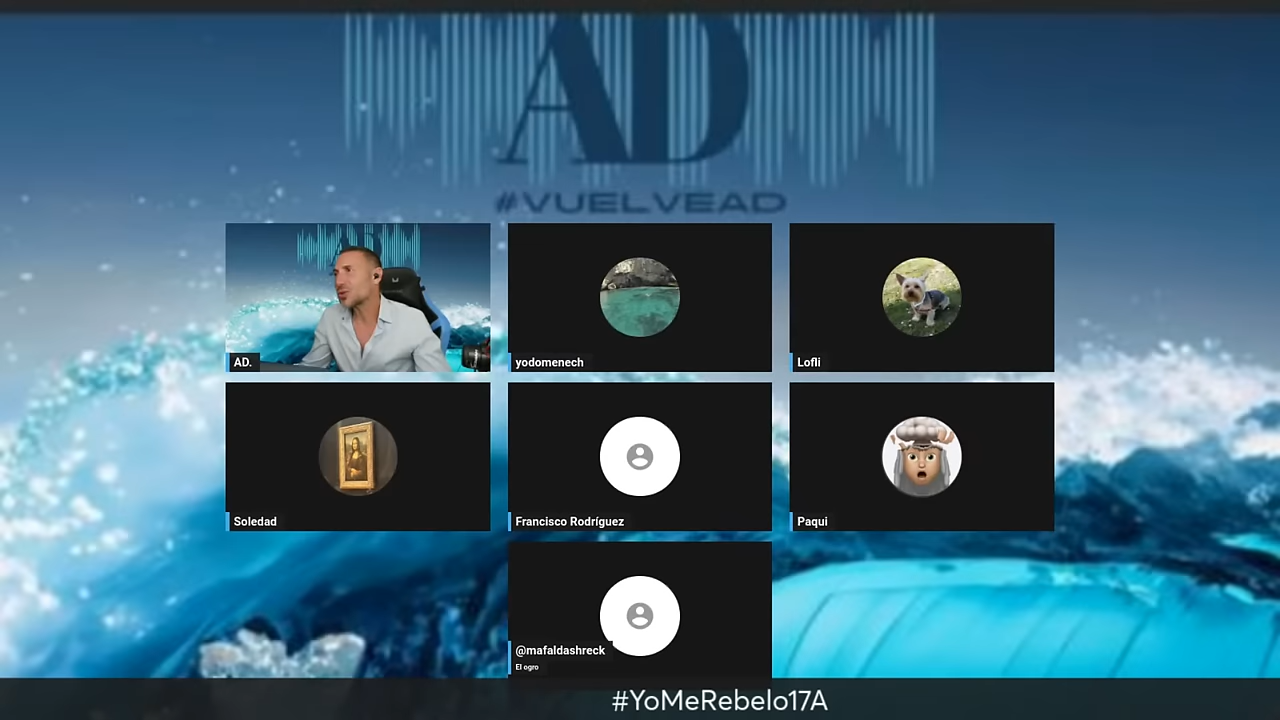 AD
#VUELVEAD
AD.
yodomenech
Lofli
Soledad
Francisco Rodríguez
Paqui
@mafaldashreck
El ogro
#YoMeRebelo17A